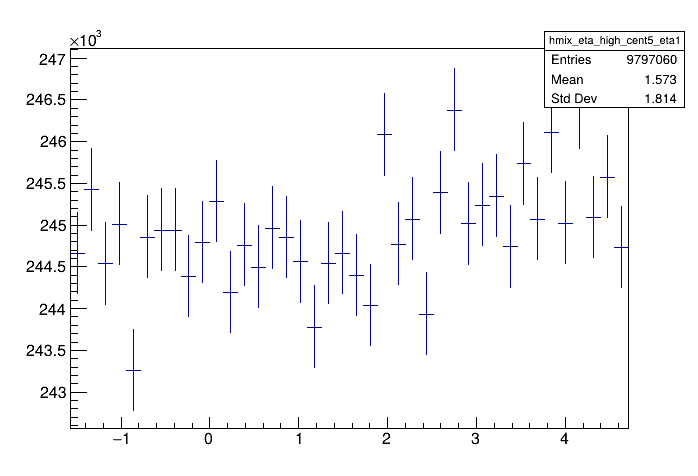 ×10³
hmix_eta_high_cent5_eta1
Entries 9797060
Mean 1.573
Std Dev 1.814
247
246.5
246
245.5
245
244.5
244
243.5
243
−1 0 1 2 3 4